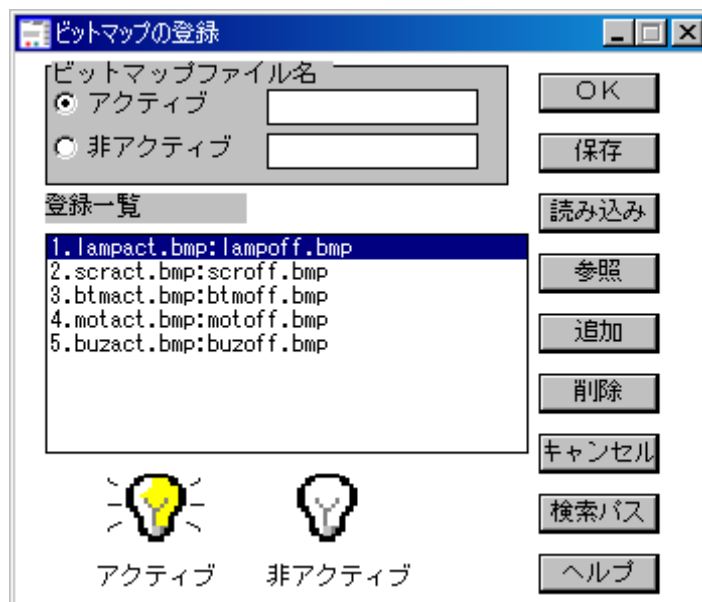 ビットマップの登録
ビットマップファイル名
アクティブ
非アクティブ
登録一覧
1.lampact.bmp:lampoff.bmp
2.scract.bmp:scroff.bmp
3.btmact.bmp:btmoff.bmp
4.motact.bmp:motoff.bmp
5.buzact.bmp:buzoff.bmp
アクティブ
非アクティブ
OK
保存
読み込み
参照
追加
削除
キャンセル
検索パス
ヘルプ